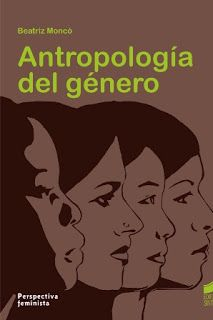 Beatriz Moncó
Antropología
del género
Perspectiva
feminista